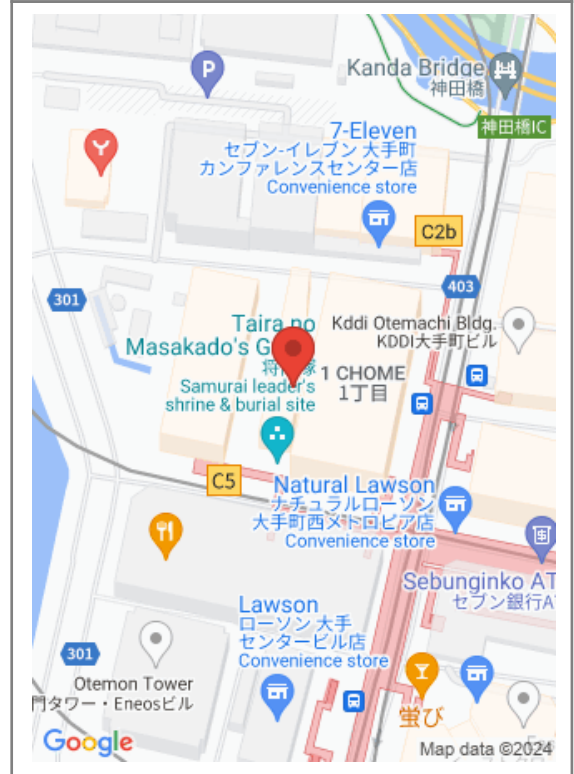 P
Kanda Bridge
神田橋
神田橋IC
7-Eleven
セブン-イレブン 大手町
カンファレンスセンター店
Convenience store
C2b
301
403
Taira no
Masakado's G
Kddi Otemachi Bldg.
KDDI大手町ビル
Samurai leader's
shrine & burial site
1 CHOME
1丁目
C5
Natural Lawson
ナチュラルローソン
大手町西メトロピア店
Convenience store
Sebunginko AT
セブン銀行A
Lawson
ローソン 大手
センタービル店
Convenience store
301
Otemon Tower
門タワー・Eneosビル
蛍び
Google
Map data ©2024